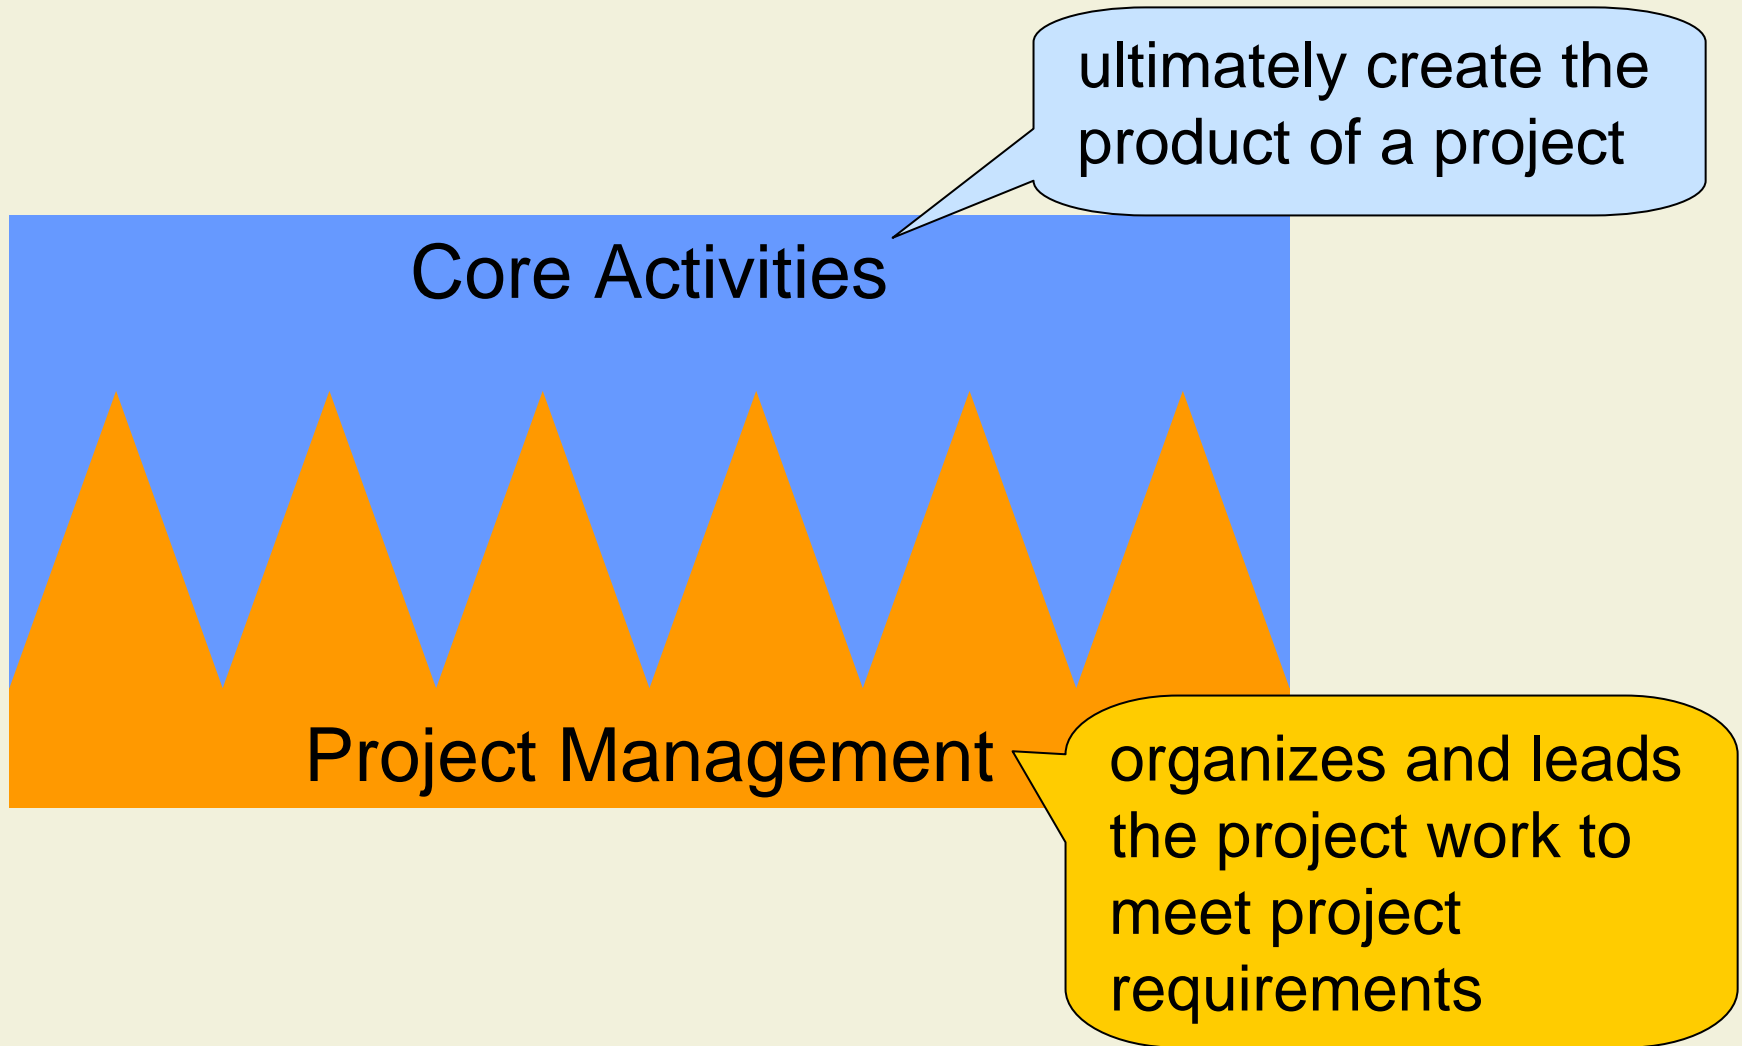 ultimately create the
product of a project
Core Activities
Project Management
organizes and leads
the project work to
meet project
requirements